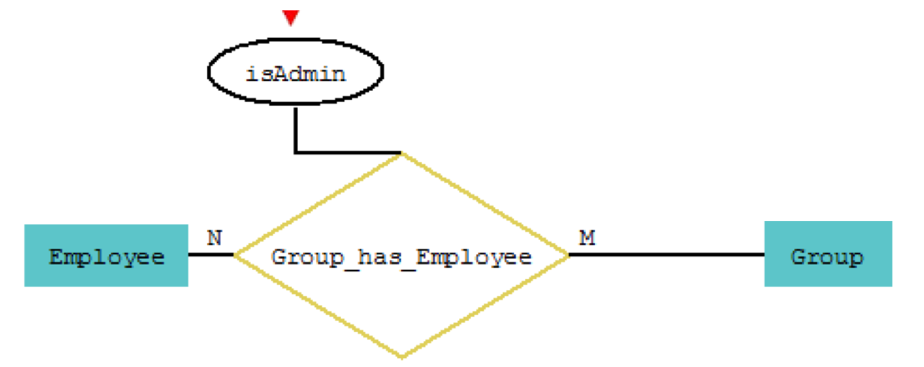 isAdmin
Employee
N
Group_has_Employee
M
Group